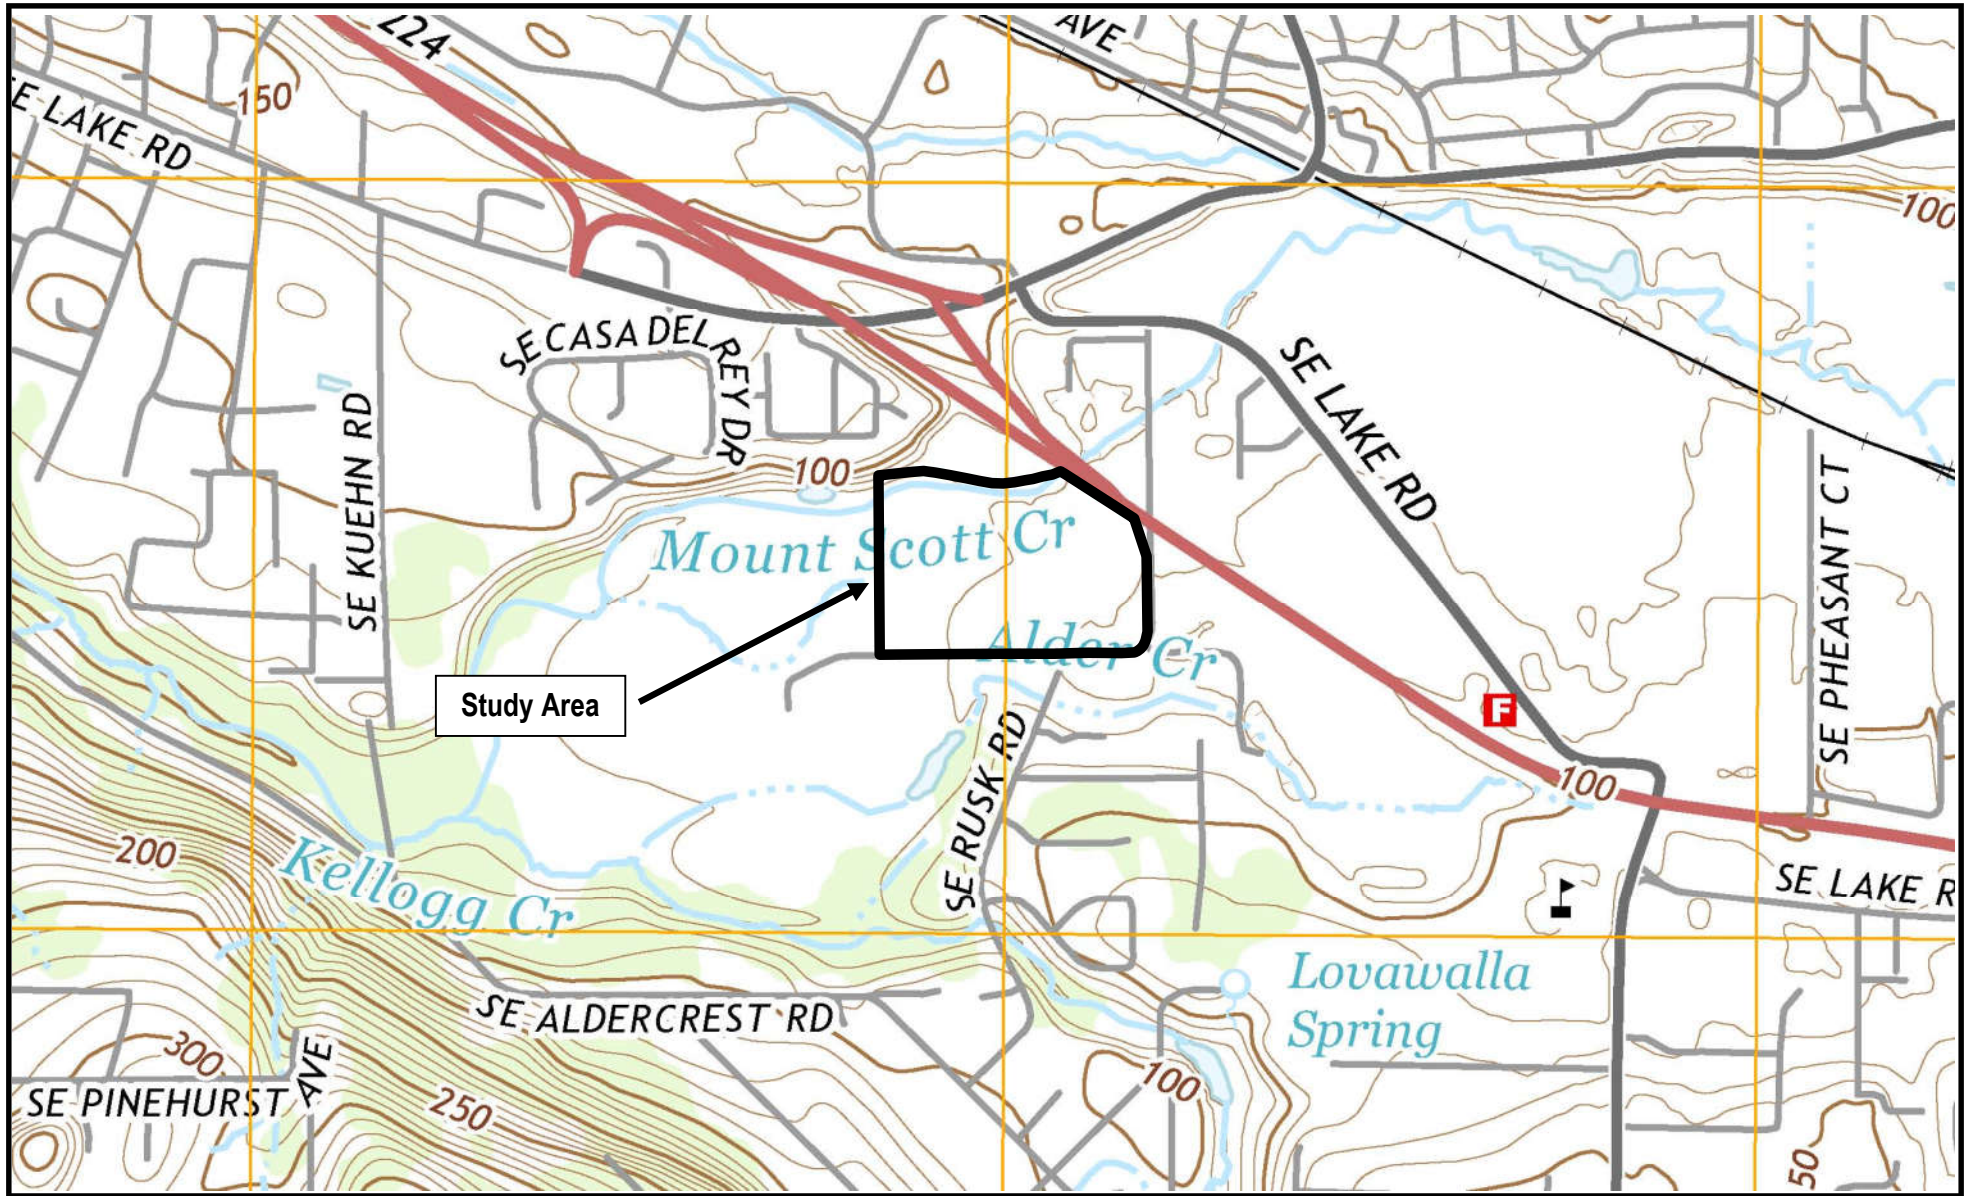 224
AVE
150
E LAKE RD
100
SE CASA DEL REY DR
SE LAKE RD
SE KUEHN RD
100
SE PHEASANT CT
Mount Scott Cr
Alder Cr
Study Area
F
SE RUSK RD
100
200
Kellogg Cr
SE LAKE R
Lovawalla
Spring
SE ALDERCREST RD
300
AVE
100
SE PINEHURST
250
50